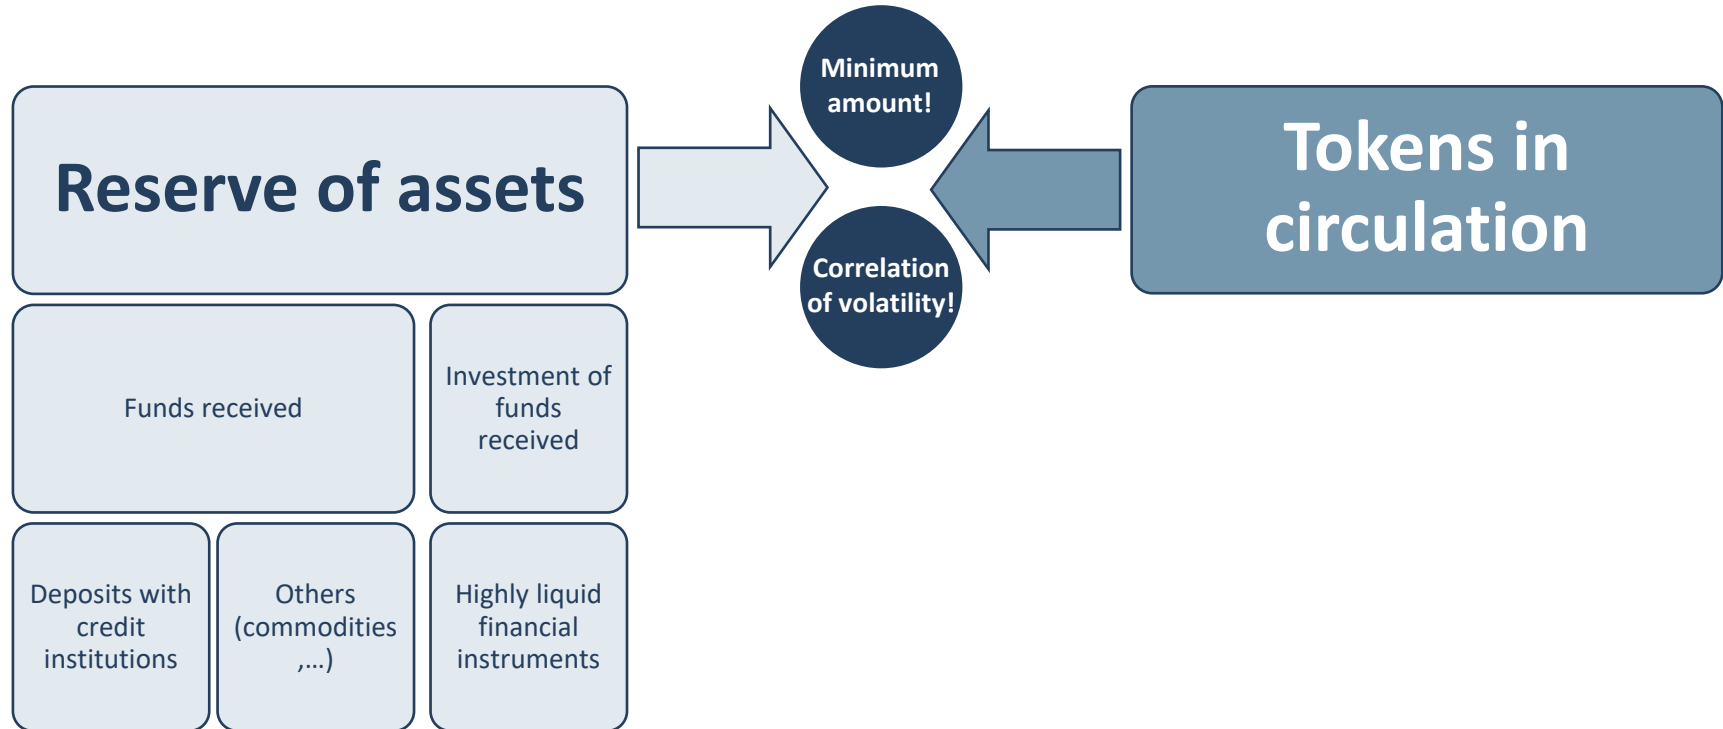 Minimum
amount!
Reserve of assets
Tokens in
circulation
Correlation
of volatility!
Funds received
Investment of
funds
received
Deposits with
credit
institutions
Others
(commodities
,...)
Highly liquid
financial
instruments